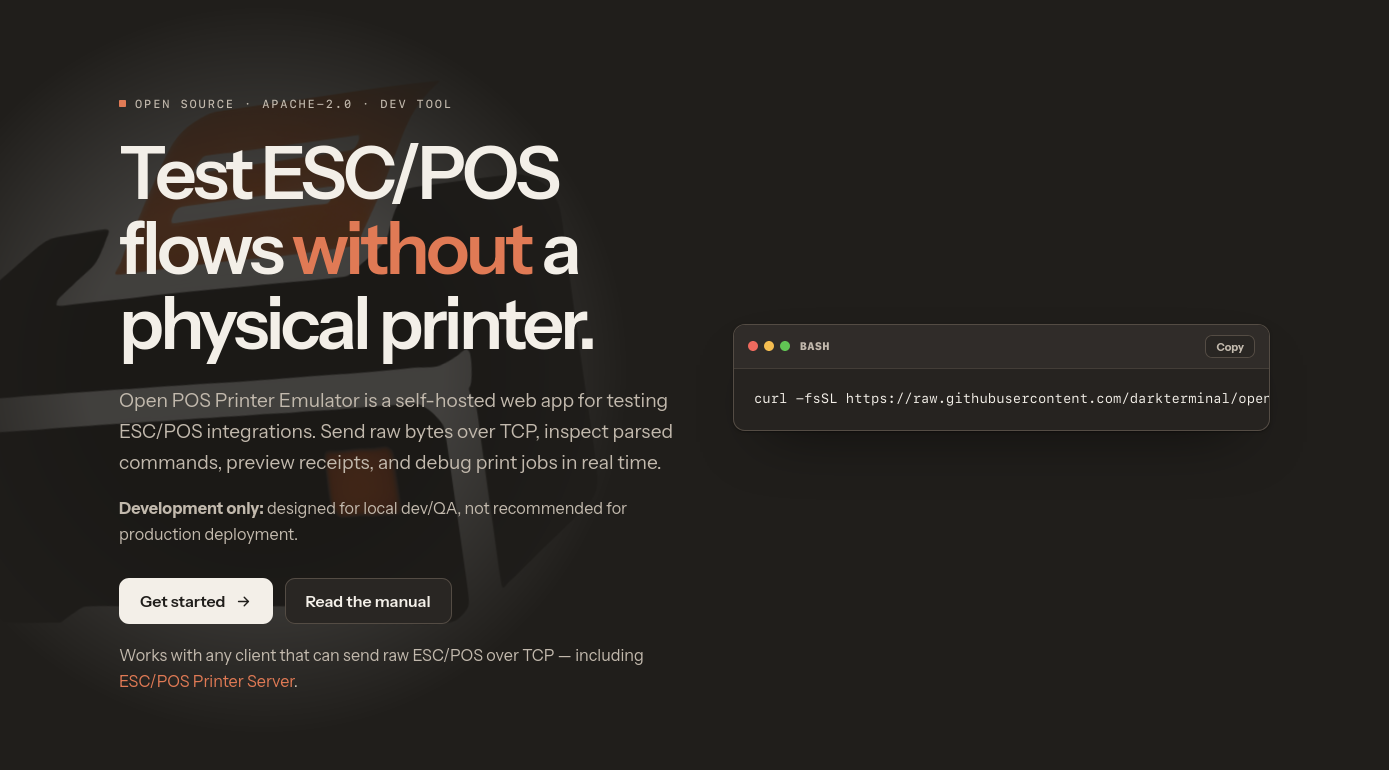 OPEN SOURCE · APACHE-2.0 · DEV TOOL
Test ESC/POS
flows without a
physical printer.
Open POS Printer Emulator is a self-hosted web app for testing
ESC/POS integrations. Send raw bytes over TCP, inspect parsed
commands, preview receipts, and debug print jobs in real time.
Development only: designed for local dev/QA, not recommended for
production deployment.
Get started →
Read the manual
Works with any client that can send raw ESC/POS over TCP — including
ESC/POS Printer Server.
BASH
Copy
curl -fsSL https://raw.githubusercontent.com/darkterminal/open